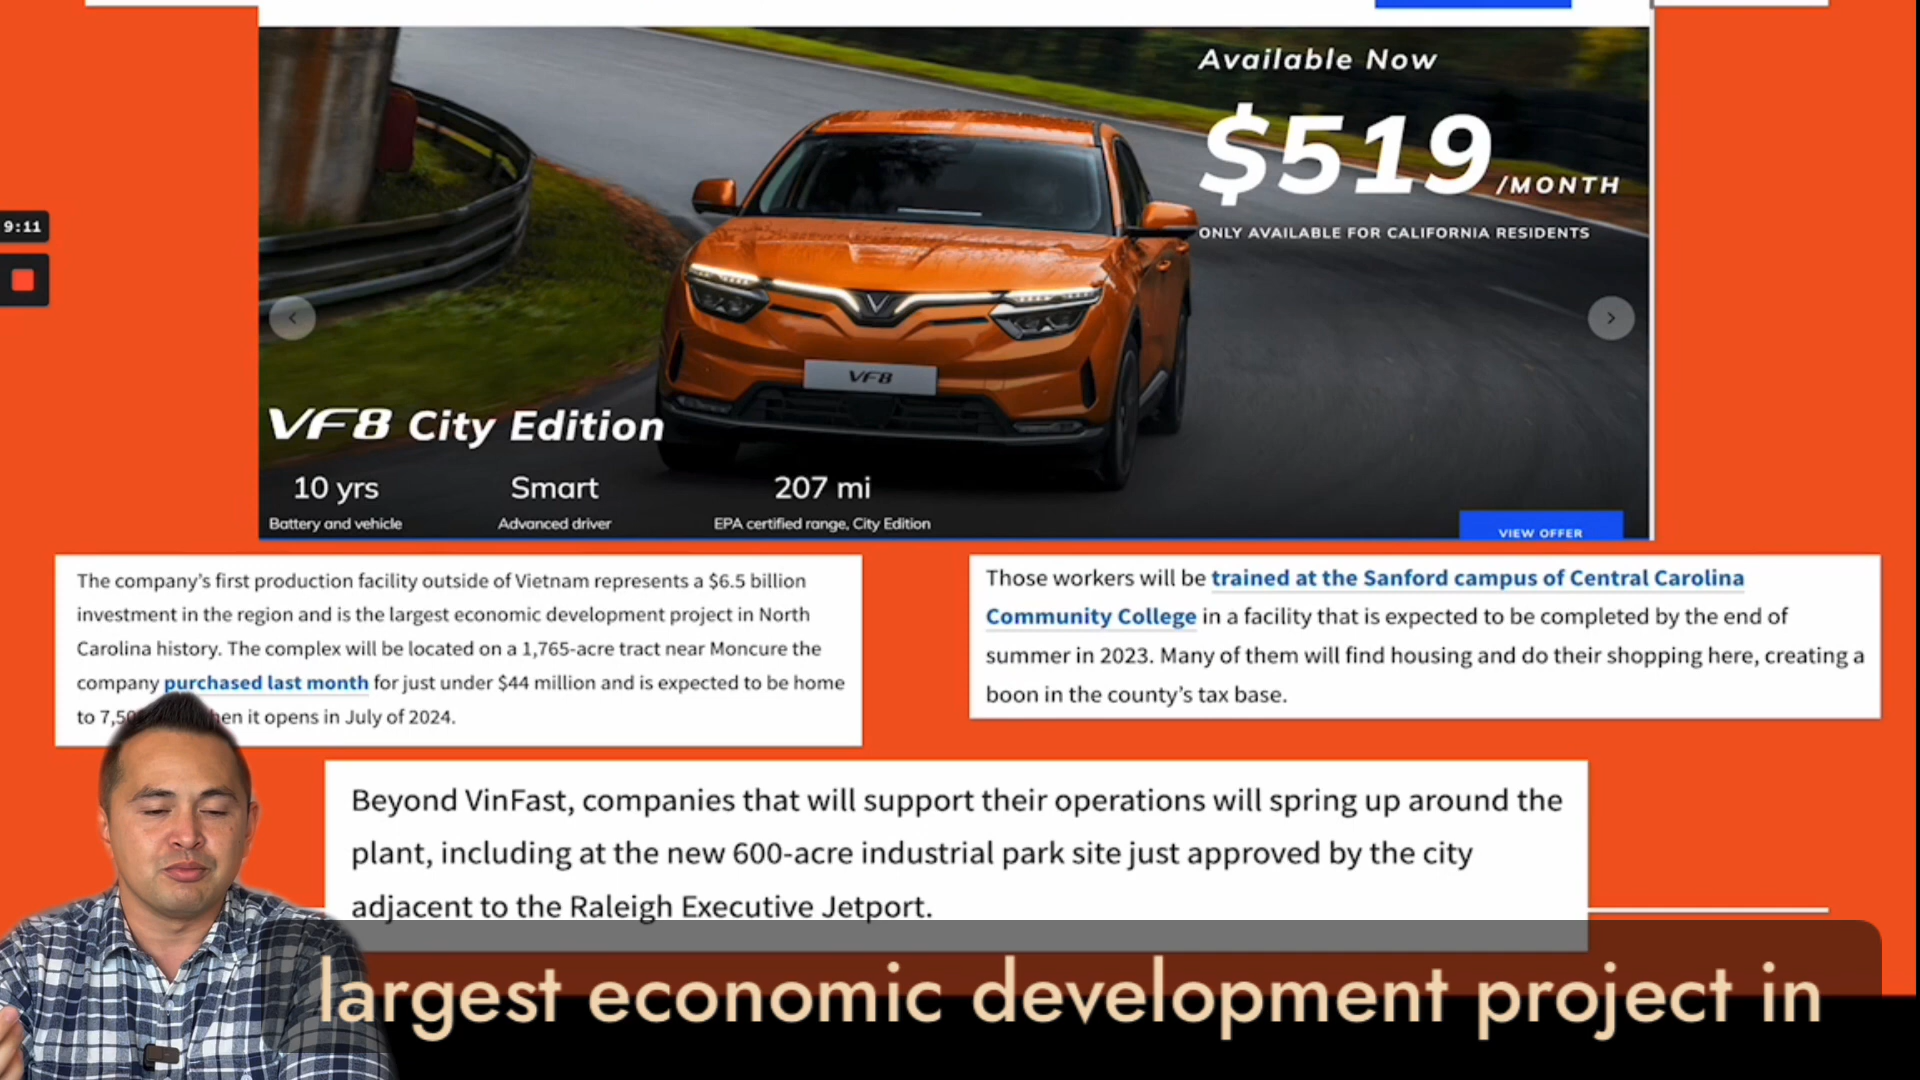 Available Now
$519 /MONTH
ONLY AVAILABLE FOR CALIFORNIA RESIDENTS
9:11
VF8
VF8 City Edition
10 yrs Smart 207 mi
Battery and vehicle Advanced driver EPA certified range, City Edition
VIEW OFFER
The company's first production facility outside of Vietnam represents a $6.5 billion
investment in the region and is the largest economic development project in North
Carolina history. The complex will be located on a 1,765-acre tract near Moncure the
company purchased last month for just under $44 million and is expected to be home
to it opens in July of 2024.
Those workers will be trained at the Sanford campus of Central Carolina
Community College in a facility that is expected to be completed by the end of
summer in 2023. Many of them will find housing and do their shopping here, creating a
boon in the county's tax base.
Beyond VinFast, companies that will support their operations will spring up around the
plant, including at the new 600-acre industrial park site just approved by the city
adjacent to the Raleigh Executive Jetport.
largest economic development project in